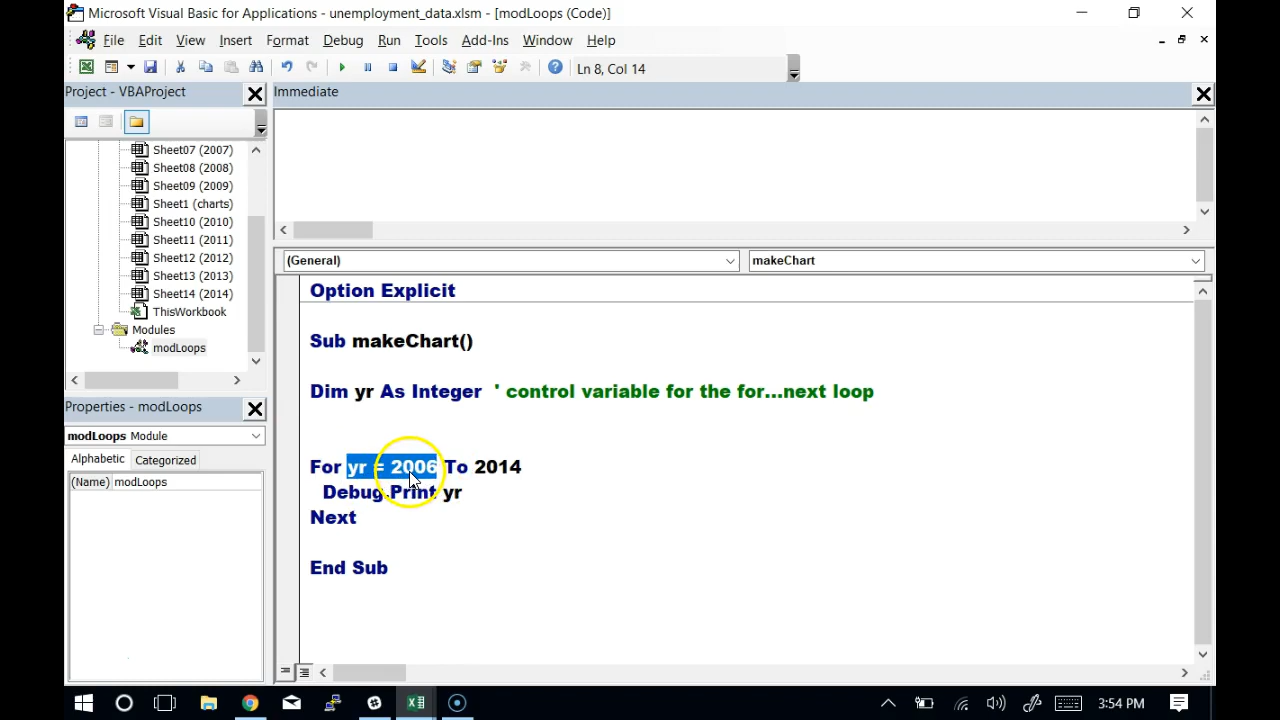 Microsoft Visual Basic for Applications - unemployment_data.xlsm - [modLoops (Code)]
File Edit View Insert Format Debug Run Tools Add-Ins Window Help
Ln 8, Col 14
Project - VBAProject
Immediate
Sheet07 (2007)
Sheet08 (2008)
Sheet09 (2009)
Sheet1 (charts)
Sheet10 (2010)
Sheet11 (2011)
Sheet12 (2012)
Sheet13 (2013)
Sheet14 (2014)
ThisWorkbook
Modules
modLoops
Properties - modLoops
modLoops Module
Alphabetic Categorized
(Name) modLoops
(General) makeChart
Option Explicit
Sub makeChart()
Dim yr As Integer ' control variable for the for...next loop
For yr = 2006 To 2014
Debug.Print yr
Next
End Sub
3:54 PM